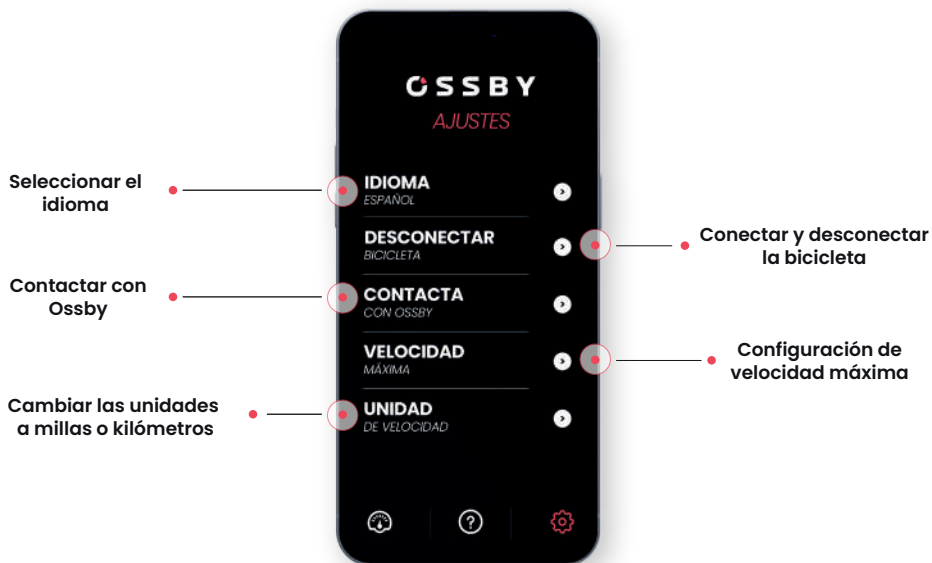 OSSBY
AJUSTES
Seleccionar el
idioma
IDIOMA
ESPAÑOL
DESCONECTAR
BICICLETA
Conectar y desconectar
la bicicleta
Contactar con
Ossby
CONTACTA
CON OSSBY
VELOCIDAD
MÁXIMA
Configuración de
velocidad máxima
Cambiar las unidades
a millas o kilómetros
UNIDAD
DE VELOCIDAD
?